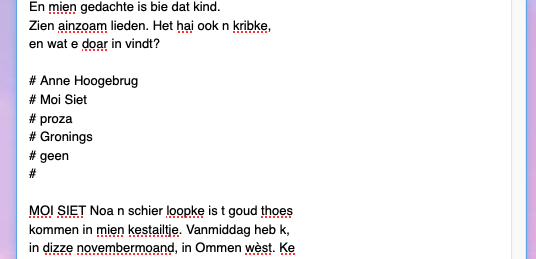 En mien gedachte is bie dat kind.
Zien ainzoam lieden. Het hai ook n kribke,
en wat e doar in vindt?
# Anne Hoogebrug
# Moi Siet
# proza
# Gronings
# geen
#
MOI SIET Noa n schier loopke is t goud thoes
kommen in mien kestailtje. Vanmiddag heb k,
in dizze novembermoand, in Ommen wèst. Ke